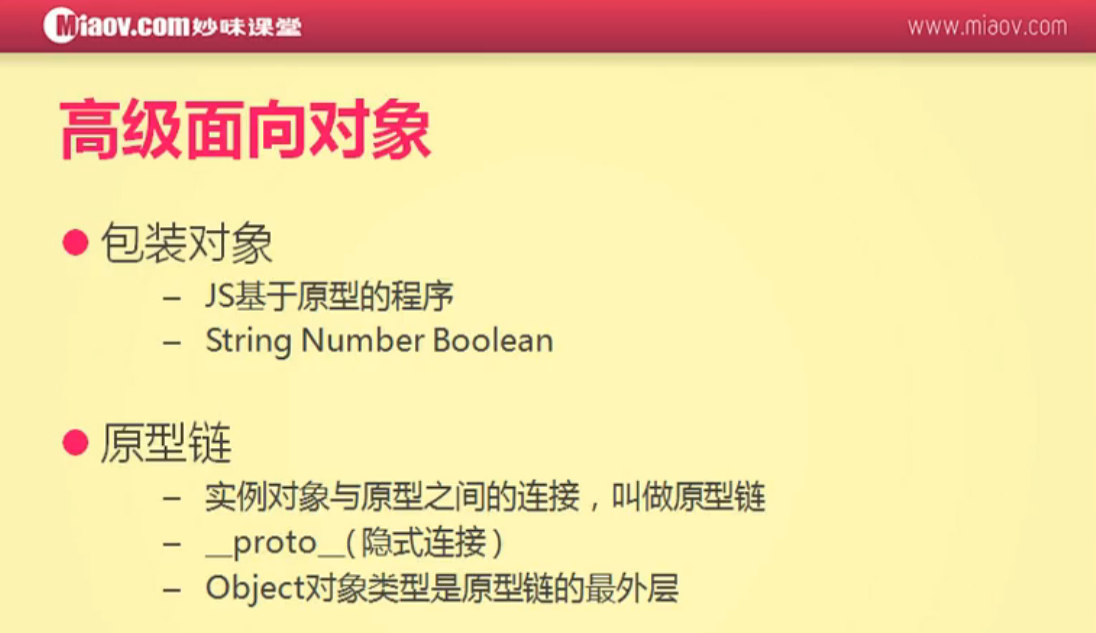 Miaov.com妙味课堂
www.miaov.com
高级面向对象
● 包装对象
– JS基于原型的程序
– String Number Boolean
● 原型链
– 实例对象与原型之间的连接，叫做原型链
– __proto__(隐式连接)
– Object对象类型是原型链的最外层